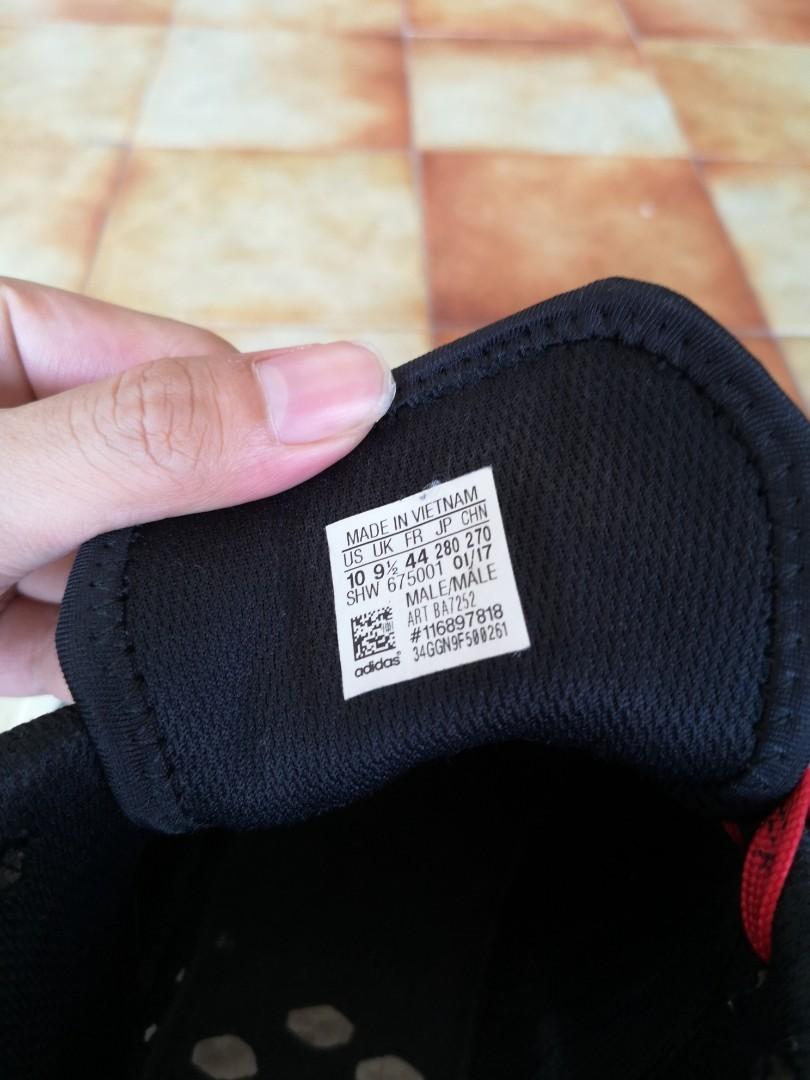 MADE IN VIETNAM
US UK FR JP CHN
10 9½ 44 280 270
SHW 675001 01/17
MALE/MALE
ART BA7252
#116897818
34GGN9F500261
adidas